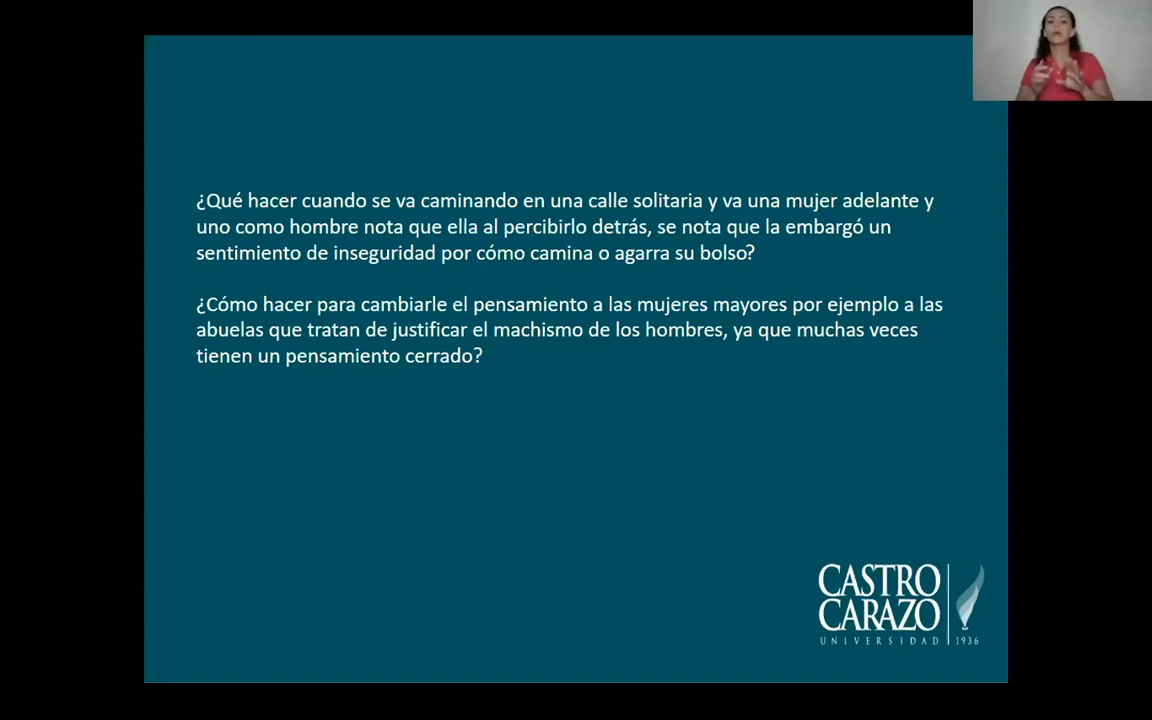 ¿Qué hacer cuando se va caminando en una calle solitaria y va una mujer adelante y
uno como hombre nota que ella al percibirlo detrás, se nota que la embargó un
sentimiento de inseguridad por cómo camina o agarra su bolso?
¿Cómo hacer para cambiarle el pensamiento a las mujeres mayores por ejemplo a las
abuelas que tratan de justificar el machismo de los hombres, ya que muchas veces
tienen un pensamiento cerrado?
CASTRO
CARAZO
UNIVERSIDAD 1936